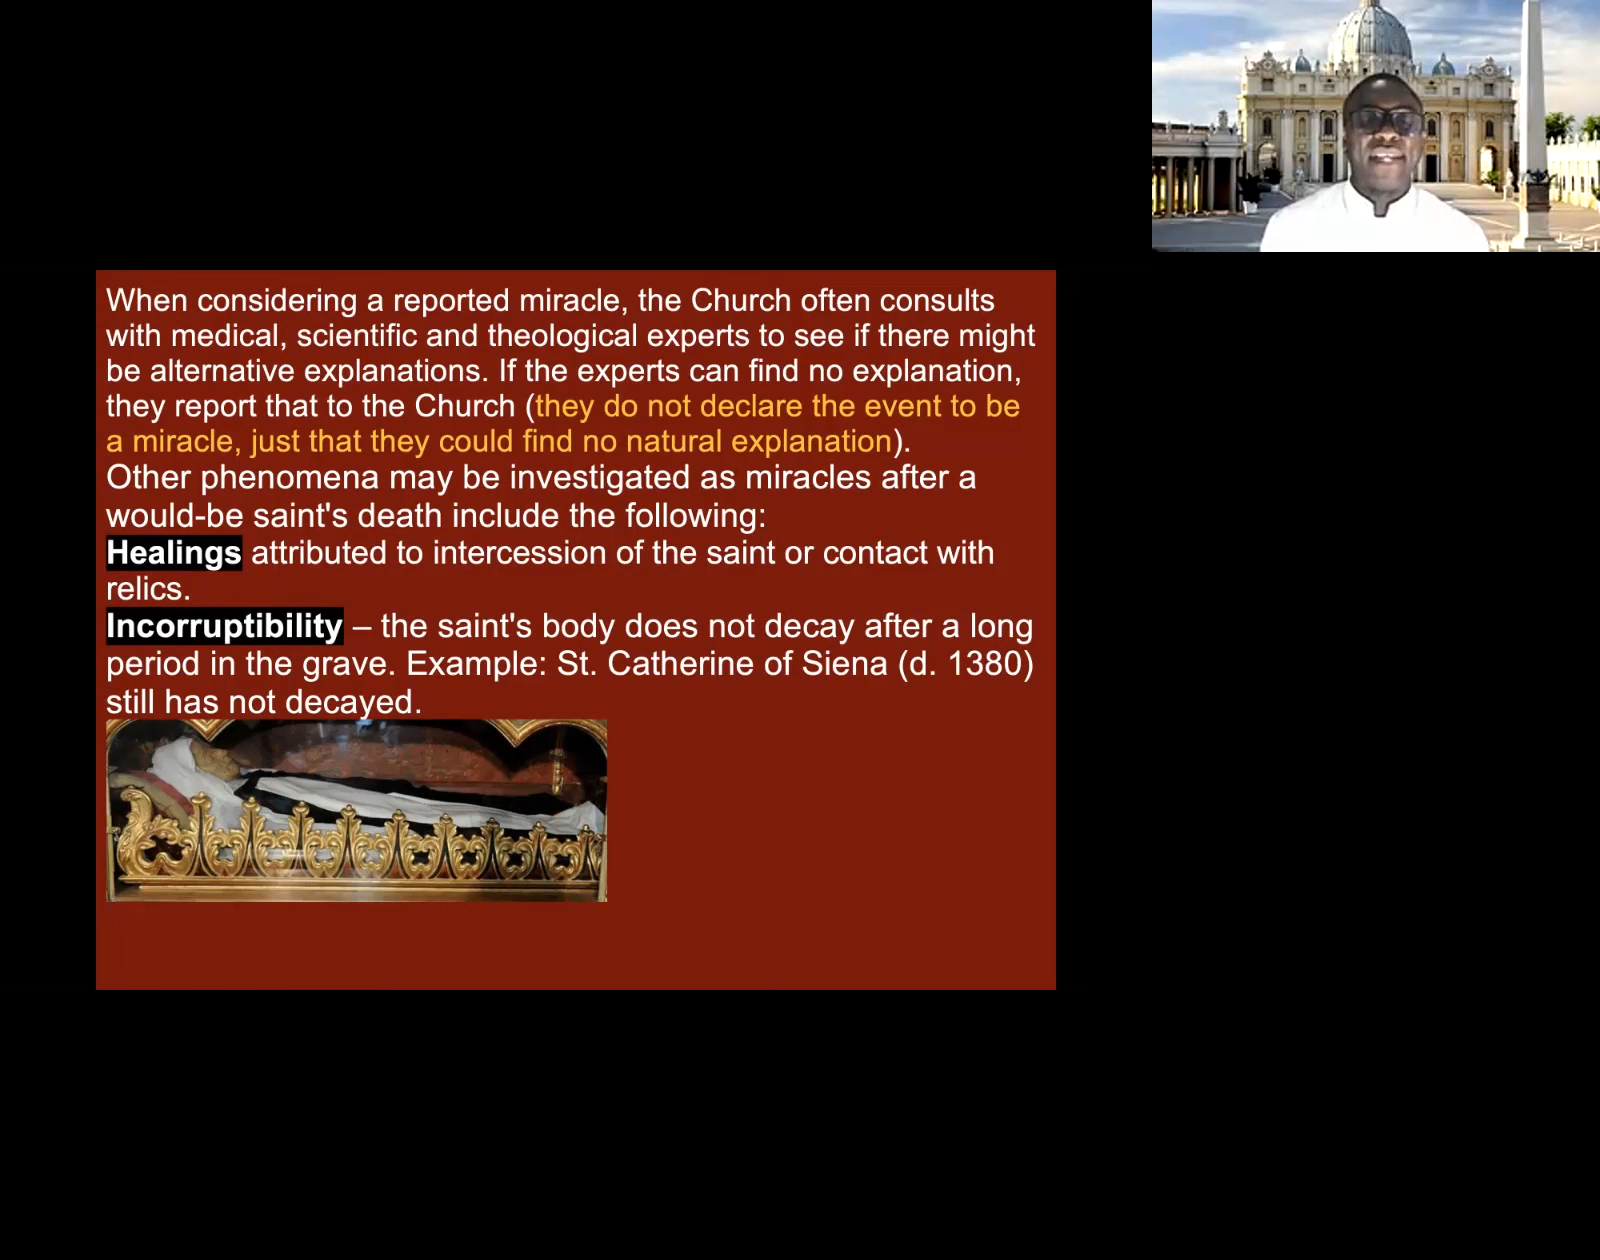 When considering a reported miracle, the Church often consults
with medical, scientific and theological experts to see if there might
be alternative explanations. If the experts can find no explanation,
they report that to the Church (they do not declare the event to be
a miracle, just that they could find no natural explanation).
Other phenomena may be investigated as miracles after a
would-be saint's death include the following:
Healings attributed to intercession of the saint or contact with
relics.
Incorruptibility – the saint's body does not decay after a long
period in the grave. Example: St. Catherine of Siena (d. 1380)
still has not decayed.